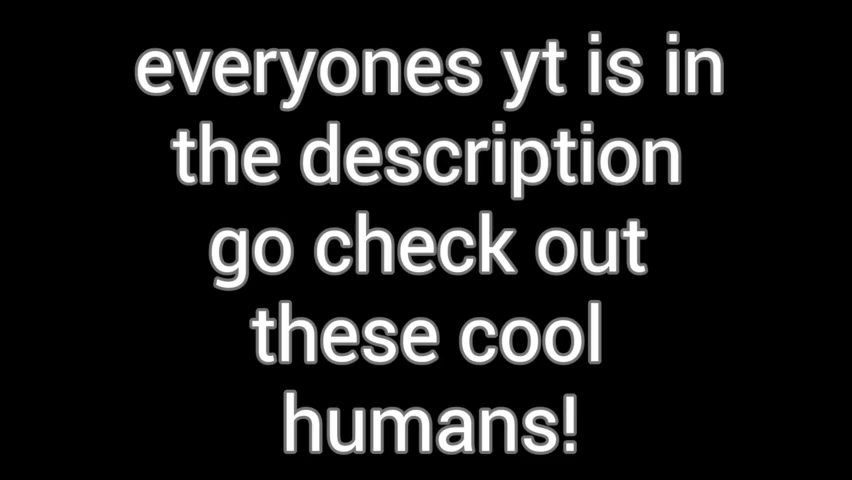 everyones yt is in
the description
go check out
these cool
humans!